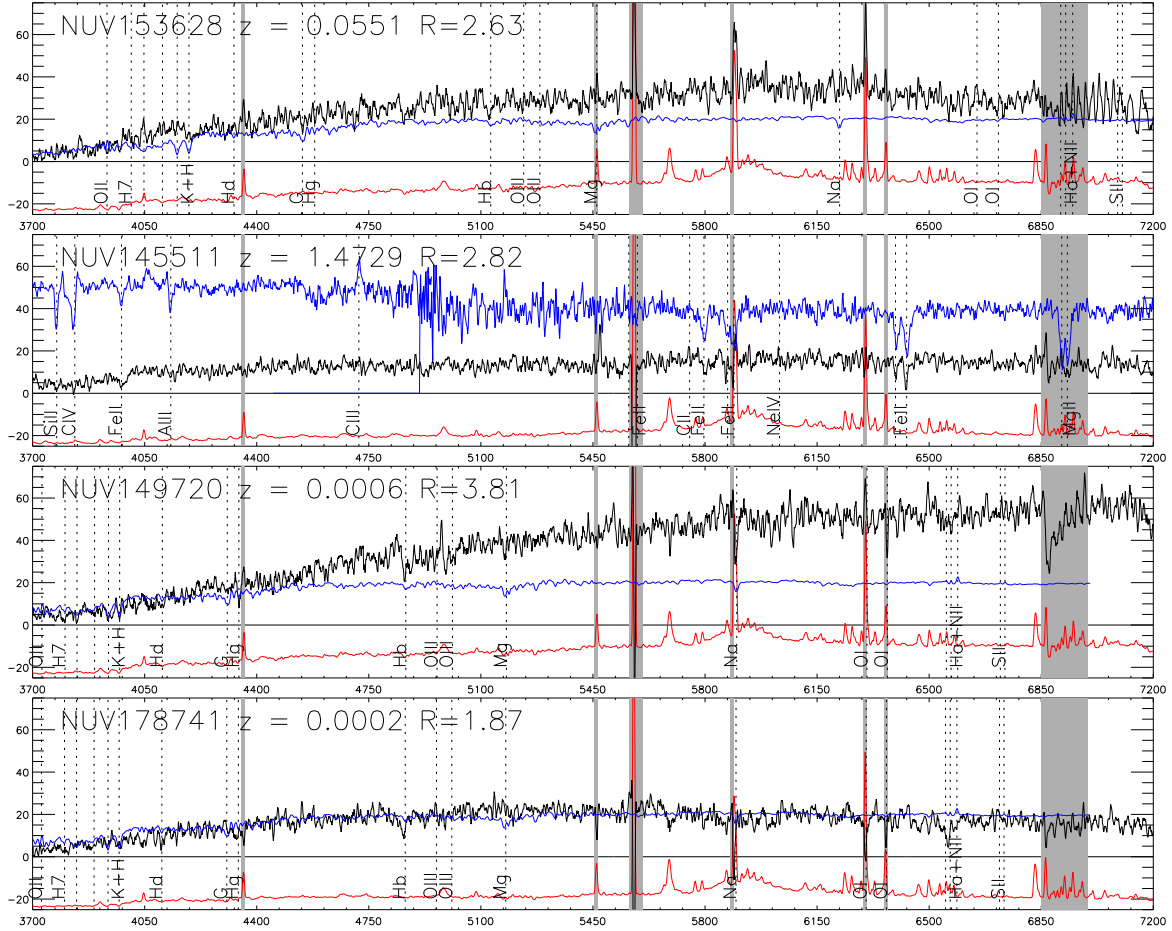 NUV153628 z = 0.0551 R=2.63
60
40
20
0
−20
OII H7 K+H Hd G Hg Hb OIII OIII Mg Na OI OI Ha+NII SII
3700 4050 4400 4750 5100 5450 5800 6150 6500 6850 7200
NUV145511 z = 1.4729 R=2.82
60
40
20
0
−20
SiII CIV FeII AlII CIII FeII CII FeII FeII NeIV FeII MgII
3700 4050 4400 4750 5100 5450 5800 6150 6500 6850 7200
NUV149720 z = 0.0006 R=3.81
60
40
20
0
−20
OII H7 K+H Hd G Hg Hb OIII OIII Mg Na OI OI Ha+NII SII
3700 4050 4400 4750 5100 5450 5800 6150 6500 6850 7200
NUV178741 z = 0.0002 R=1.87
60
40
20
0
−20
OII H7 K+H Hd G Hg Hb OIII OIII Mg Na OI OI Ha+NII SII
3700 4050 4400 4750 5100 5450 5800 6150 6500 6850 7200